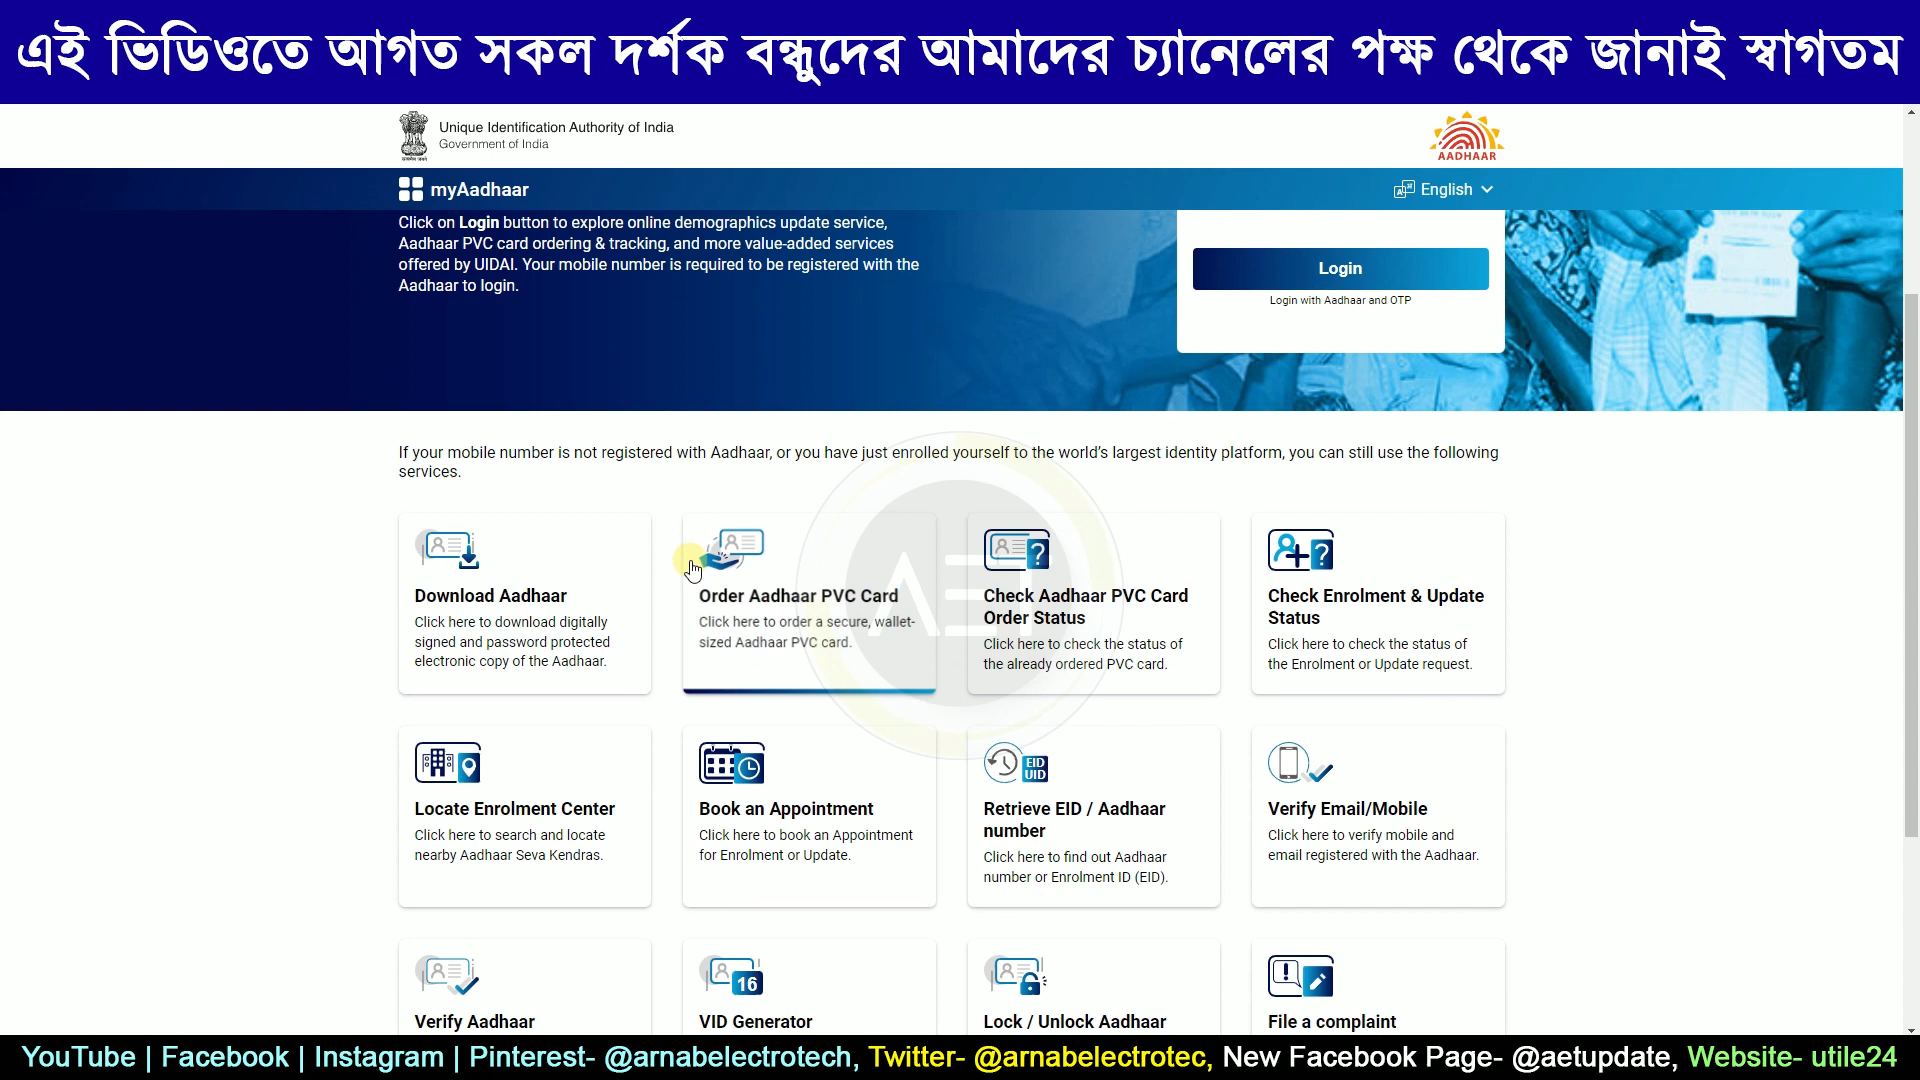 এই ভিডিওতে আগত সকল দর্শক বন্ধুদের আমাদের চ্যানেলের পক্ষ থেকে জানাই স্বাগতম
Unique Identification Authority of India
Government of India
AADHAAR
myAadhaar
English
Click on Login button to explore online demographics update service,
Aadhaar PVC card ordering & tracking, and more value-added services
offered by UIDAI. Your mobile number is required to be registered with the
Aadhaar to login.
Login
Login with Aadhaar and OTP
If your mobile number is not registered with Aadhaar, or you have just enrolled yourself to the world's largest identity platform, you can still use the following
services.
Download Aadhaar
Click here to download digitally
signed and password protected
electronic copy of the Aadhaar.
Order Aadhaar PVC Card
Click here to order a secure, wallet-
sized Aadhaar PVC card.
Check Aadhaar PVC Card
Order Status
Click here to check the status of
the already ordered PVC card.
Check Enrolment & Update
Status
Click here to check the status of
the Enrolment or Update request.
AET
Locate Enrolment Center
Click here to search and locate
nearby Aadhaar Seva Kendras.
Book an Appointment
Click here to book an Appointment
for Enrolment or Update.
EID
UID
Retrieve EID / Aadhaar
number
Click here to find out Aadhaar
number or Enrolment ID (EID).
Verify Email/Mobile
Click here to verify mobile and
email registered with the Aadhaar.
Verify Aadhaar
16
VID Generator
Lock / Unlock Aadhaar
File a complaint
YouTube | Facebook | Instagram | Pinterest- @arnabelectrotech, Twitter- @arnabelectrotec, New Facebook Page- @aetupdate, Website- utile24